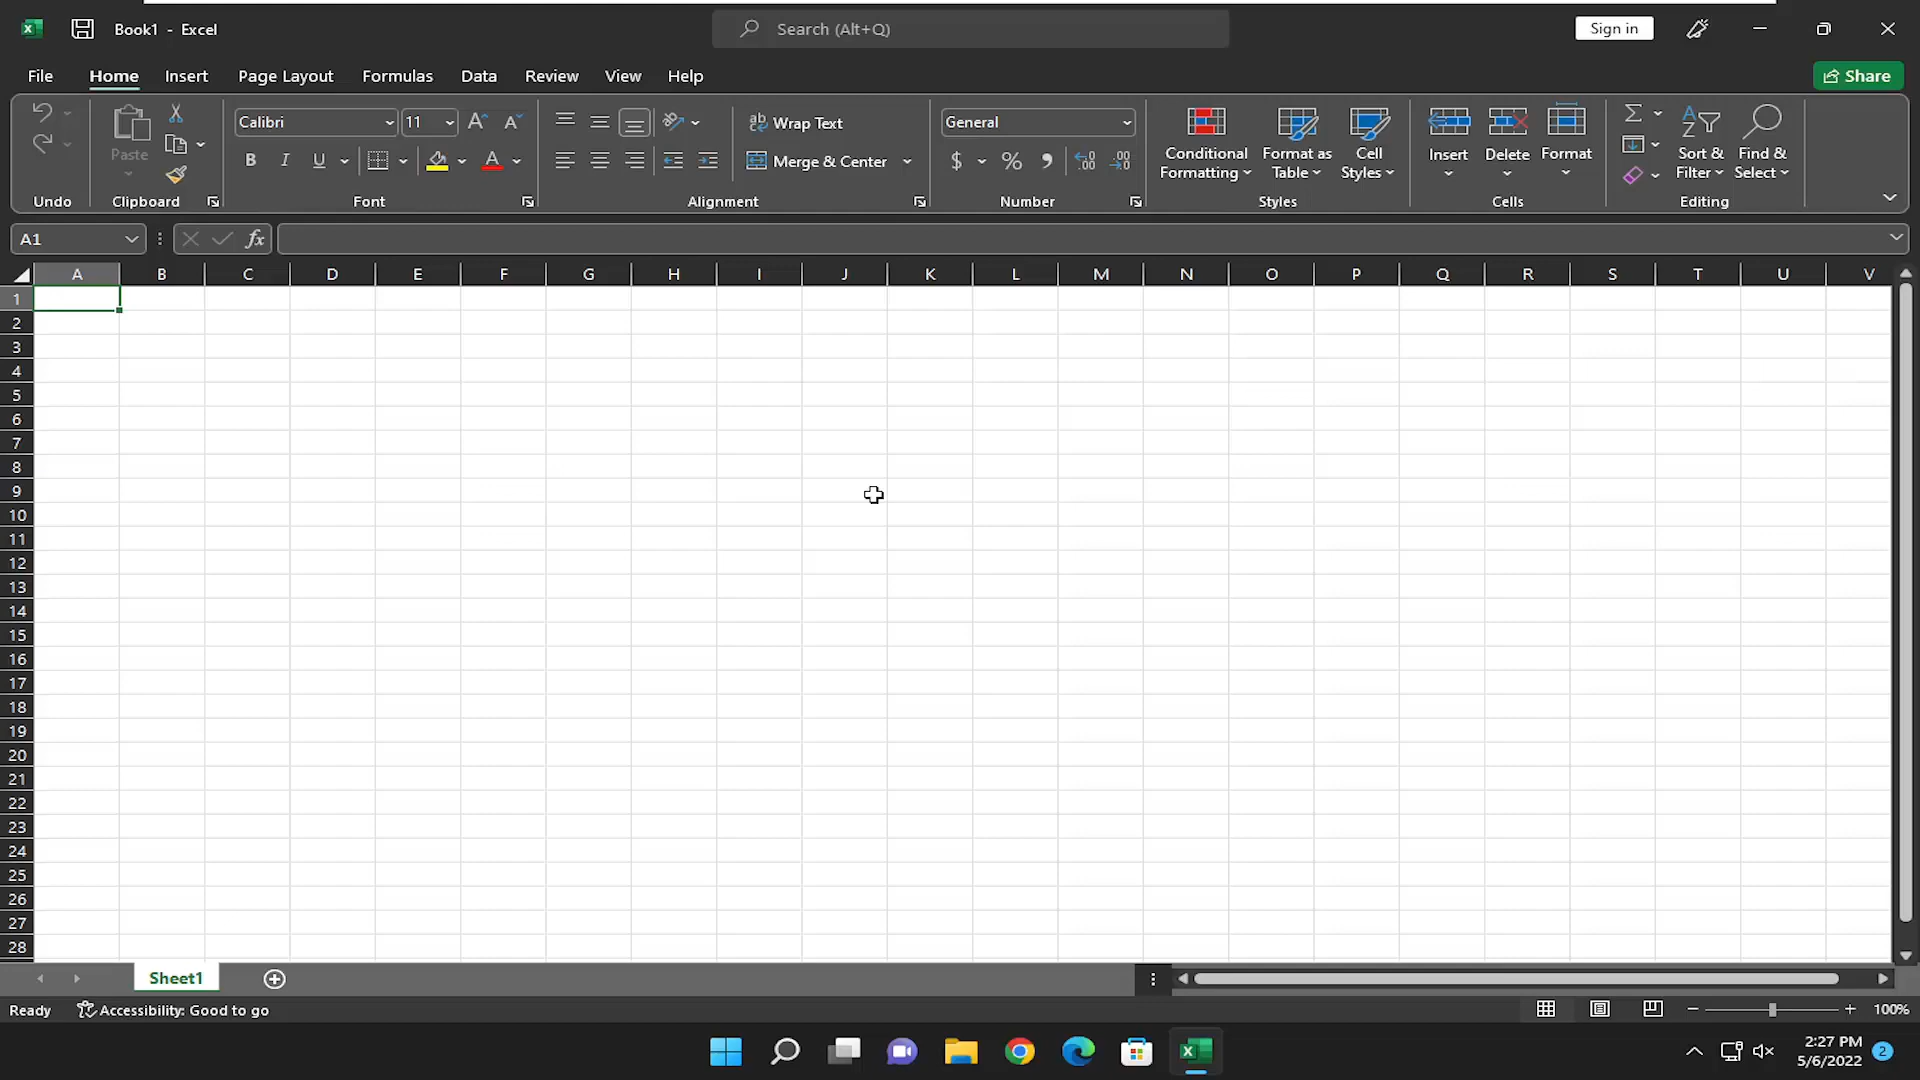 Book1 - Excel
Search (Alt+Q)
Sign in
File
Home
Insert
Page Layout
Formulas
Data
Review
View
Help
Share
Undo
Paste
Clipboard
Calibri
11
B
I
U
Font
Wrap Text
Merge & Center
Alignment
General
$
%
Number
Conditional
Formatting
Format as
Table
Cell
Styles
Styles
Insert
Delete
Format
Cells
Sort &
Filter
Find &
Select
Editing
A1
fx
A B C D E F G H I J K L M N O P Q R S T U V
1
2
3
4
5
6
7
8
9
10
11
12
13
14
15
16
17
18
19
20
21
22
23
24
25
26
27
28
Sheet1
Ready
Accessibility: Good to go
100%
2:27 PM
5/6/2022
2